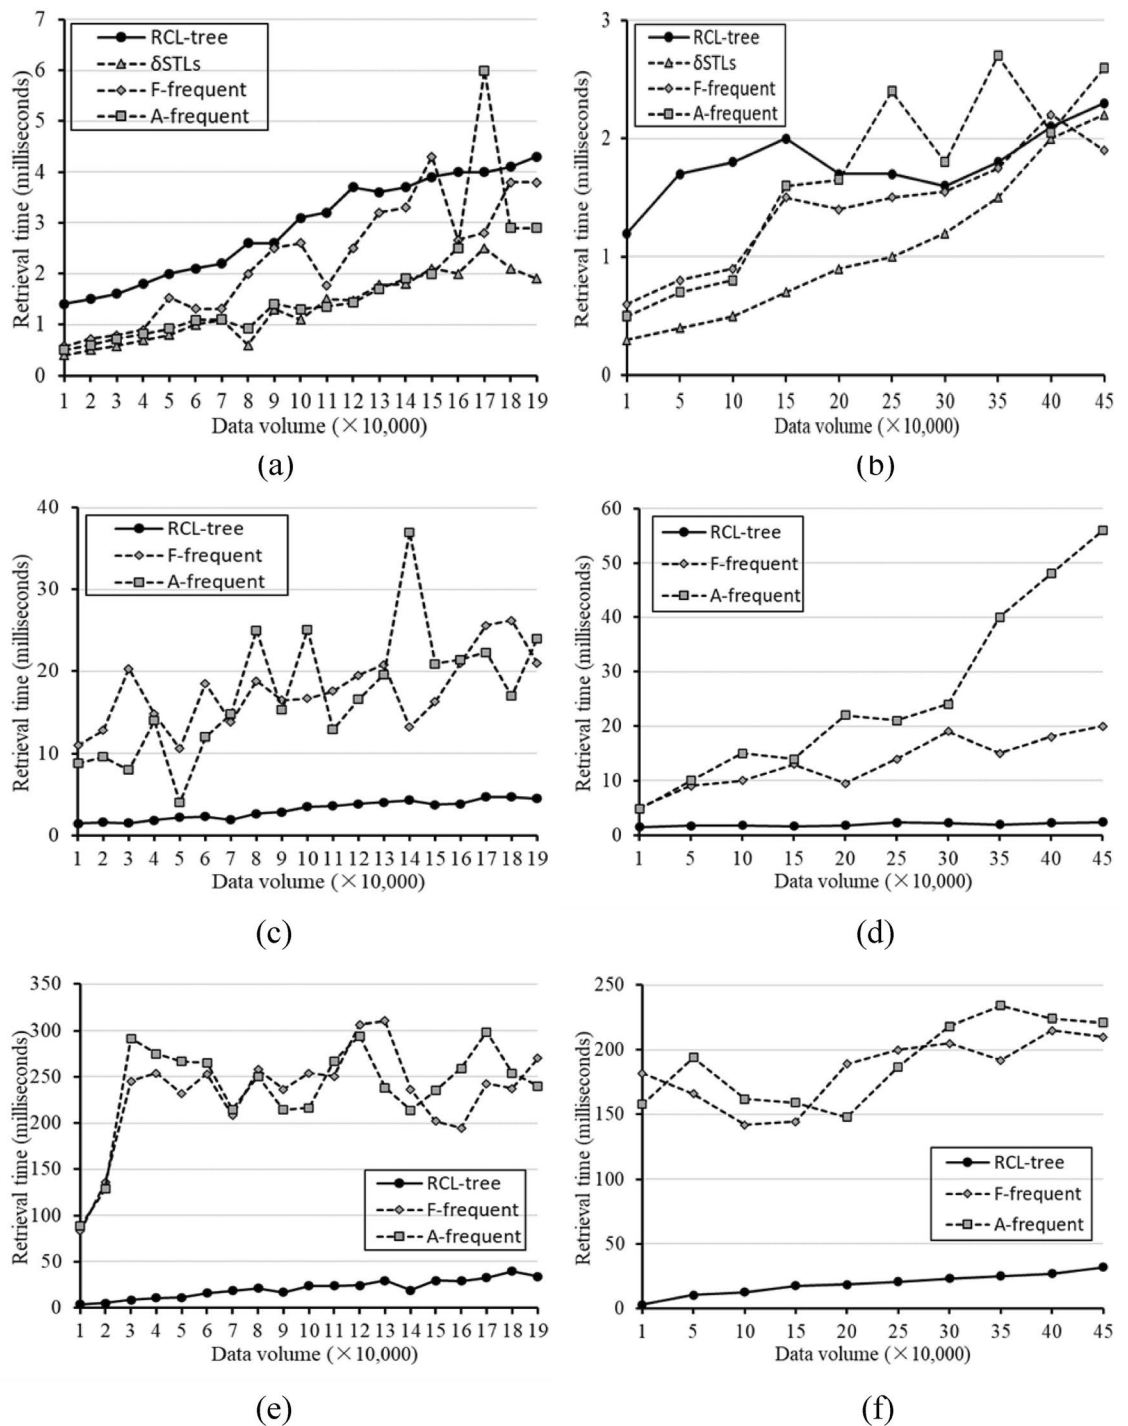 Retrieval time (milliseconds)
7
6
5
4
3
2
1
0
RCL-tree
δSTLs
F-frequent
A-frequent
1 2 3 4 5 6 7 8 9 10 11 12 13 14 15 16 17 18 19
Data volume (×10,000)
(a)
Retrieval time (milliseconds)
3
2
1
0
RCL-tree
δSTLs
F-frequent
A-frequent
1 5 10 15 20 25 30 35 40 45
Data volume (×10,000)
(b)
Retrieval time (milliseconds)
40
30
20
10
0
RCL-tree
F-frequent
A-frequent
1 2 3 4 5 6 7 8 9 10 11 12 13 14 15 16 17 18 19
Data volume (×10,000)
(c)
Retrieval time (milliseconds)
60
50
40
30
20
10
0
RCL-tree
F-frequent
A-frequent
1 5 10 15 20 25 30 35 40 45
Data volume (×10,000)
(d)
Retrieval time (milliseconds)
350
300
250
200
150
100
50
0
RCL-tree
F-frequent
A-frequent
1 2 3 4 5 6 7 8 9 10 11 12 13 14 15 16 17 18 19
Data volume (×10,000)
(e)
Retrieval time (milliseconds)
250
200
150
100
50
0
RCL-tree
F-frequent
A-frequent
1 5 10 15 20 25 30 35 40 45
Data volume (×10,000)
(f)